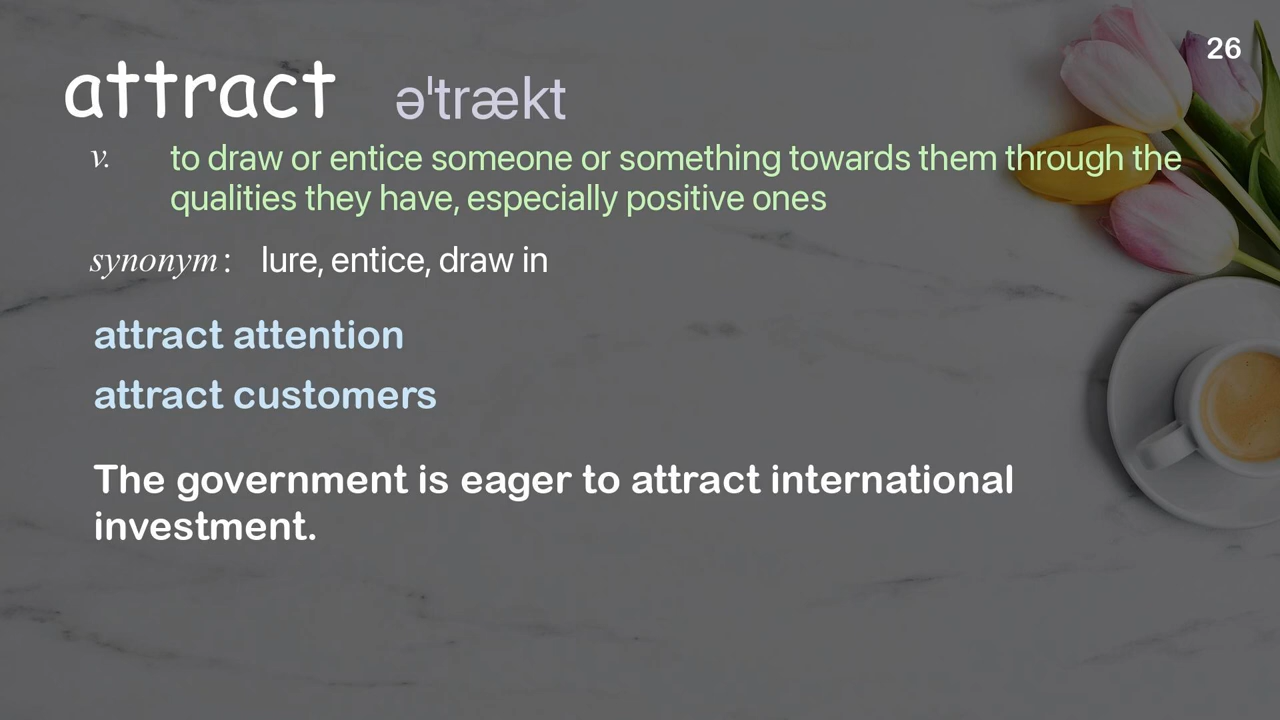 26
attract əˈtrækt
v. to draw or entice someone or something towards them through the
qualities they have, especially positive ones
synonym: lure, entice, draw in
attract attention
attract customers
The government is eager to attract international
investment.